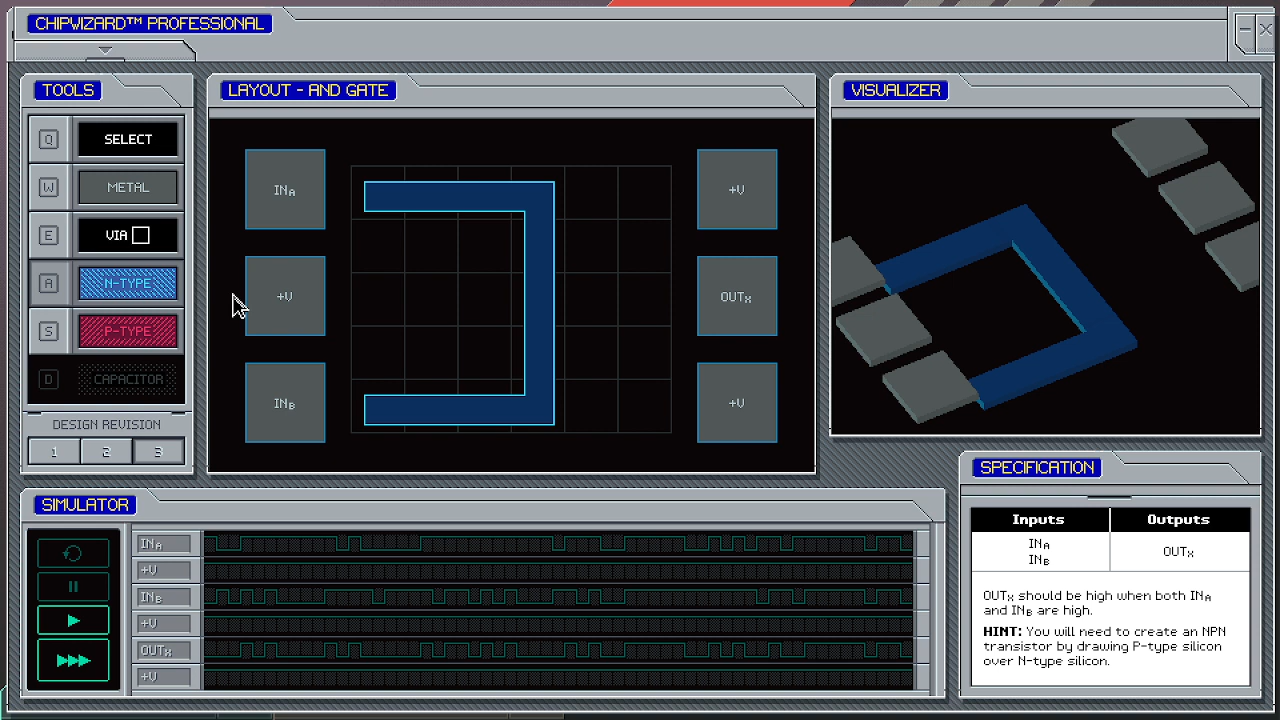 CHIPWIZARD™ PROFESSIONAL
TOOLS
Q SELECT
W METAL
E VIA
A N-TYPE
S P-TYPE
D CAPACITOR
DESIGN REVISION
1 2 3
LAYOUT - AND GATE
INA
+V
INB
+V
OUTX
+V
VISUALIZER
SIMULATOR
INA
+V
INB
+V
OUTX
+V
SPECIFICATION
Inputs Outputs
INA
INB
OUTX
OUTX should be high when both INA
and INB are high.
HINT: You will need to create an NPN
transistor by drawing P-type silicon
over N-type silicon.